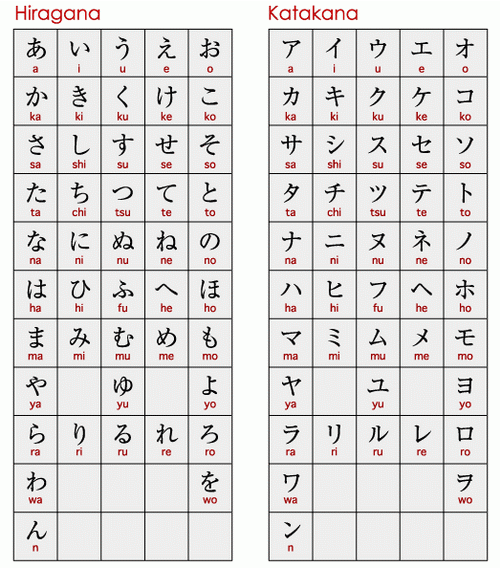 Hiragana Katakana
あ い う え お ア イ ウ エ オ
a i u e o a i u e o
か き く け こ カ キ ク ケ コ
ka ki ku ke ko ka ki ku ke ko
さ し す せ そ サ シ ス セ ソ
sa shi su se so sa shi su se so
た ち つ て と タ チ ツ テ ト
ta chi tsu te to ta chi tsu te to
な に ぬ ね の ナ ニ ヌ ネ ノ
na ni nu ne no na ni nu ne no
は ひ ふ へ ほ ハ ヒ フ ヘ ホ
ha hi fu he ho ha hi fu he ho
ま み む め も マ ミ ム メ モ
ma mi mu me mo ma mi mu me mo
や ゆ よ ヤ ユ ヨ
ya yu yo ya yu yo
ら り る れ ろ ラ リ ル レ ロ
ra ri ru re ro ra ri ru re ro
わ を ワ ヲ
wa wo wa wo
ん ン
n n